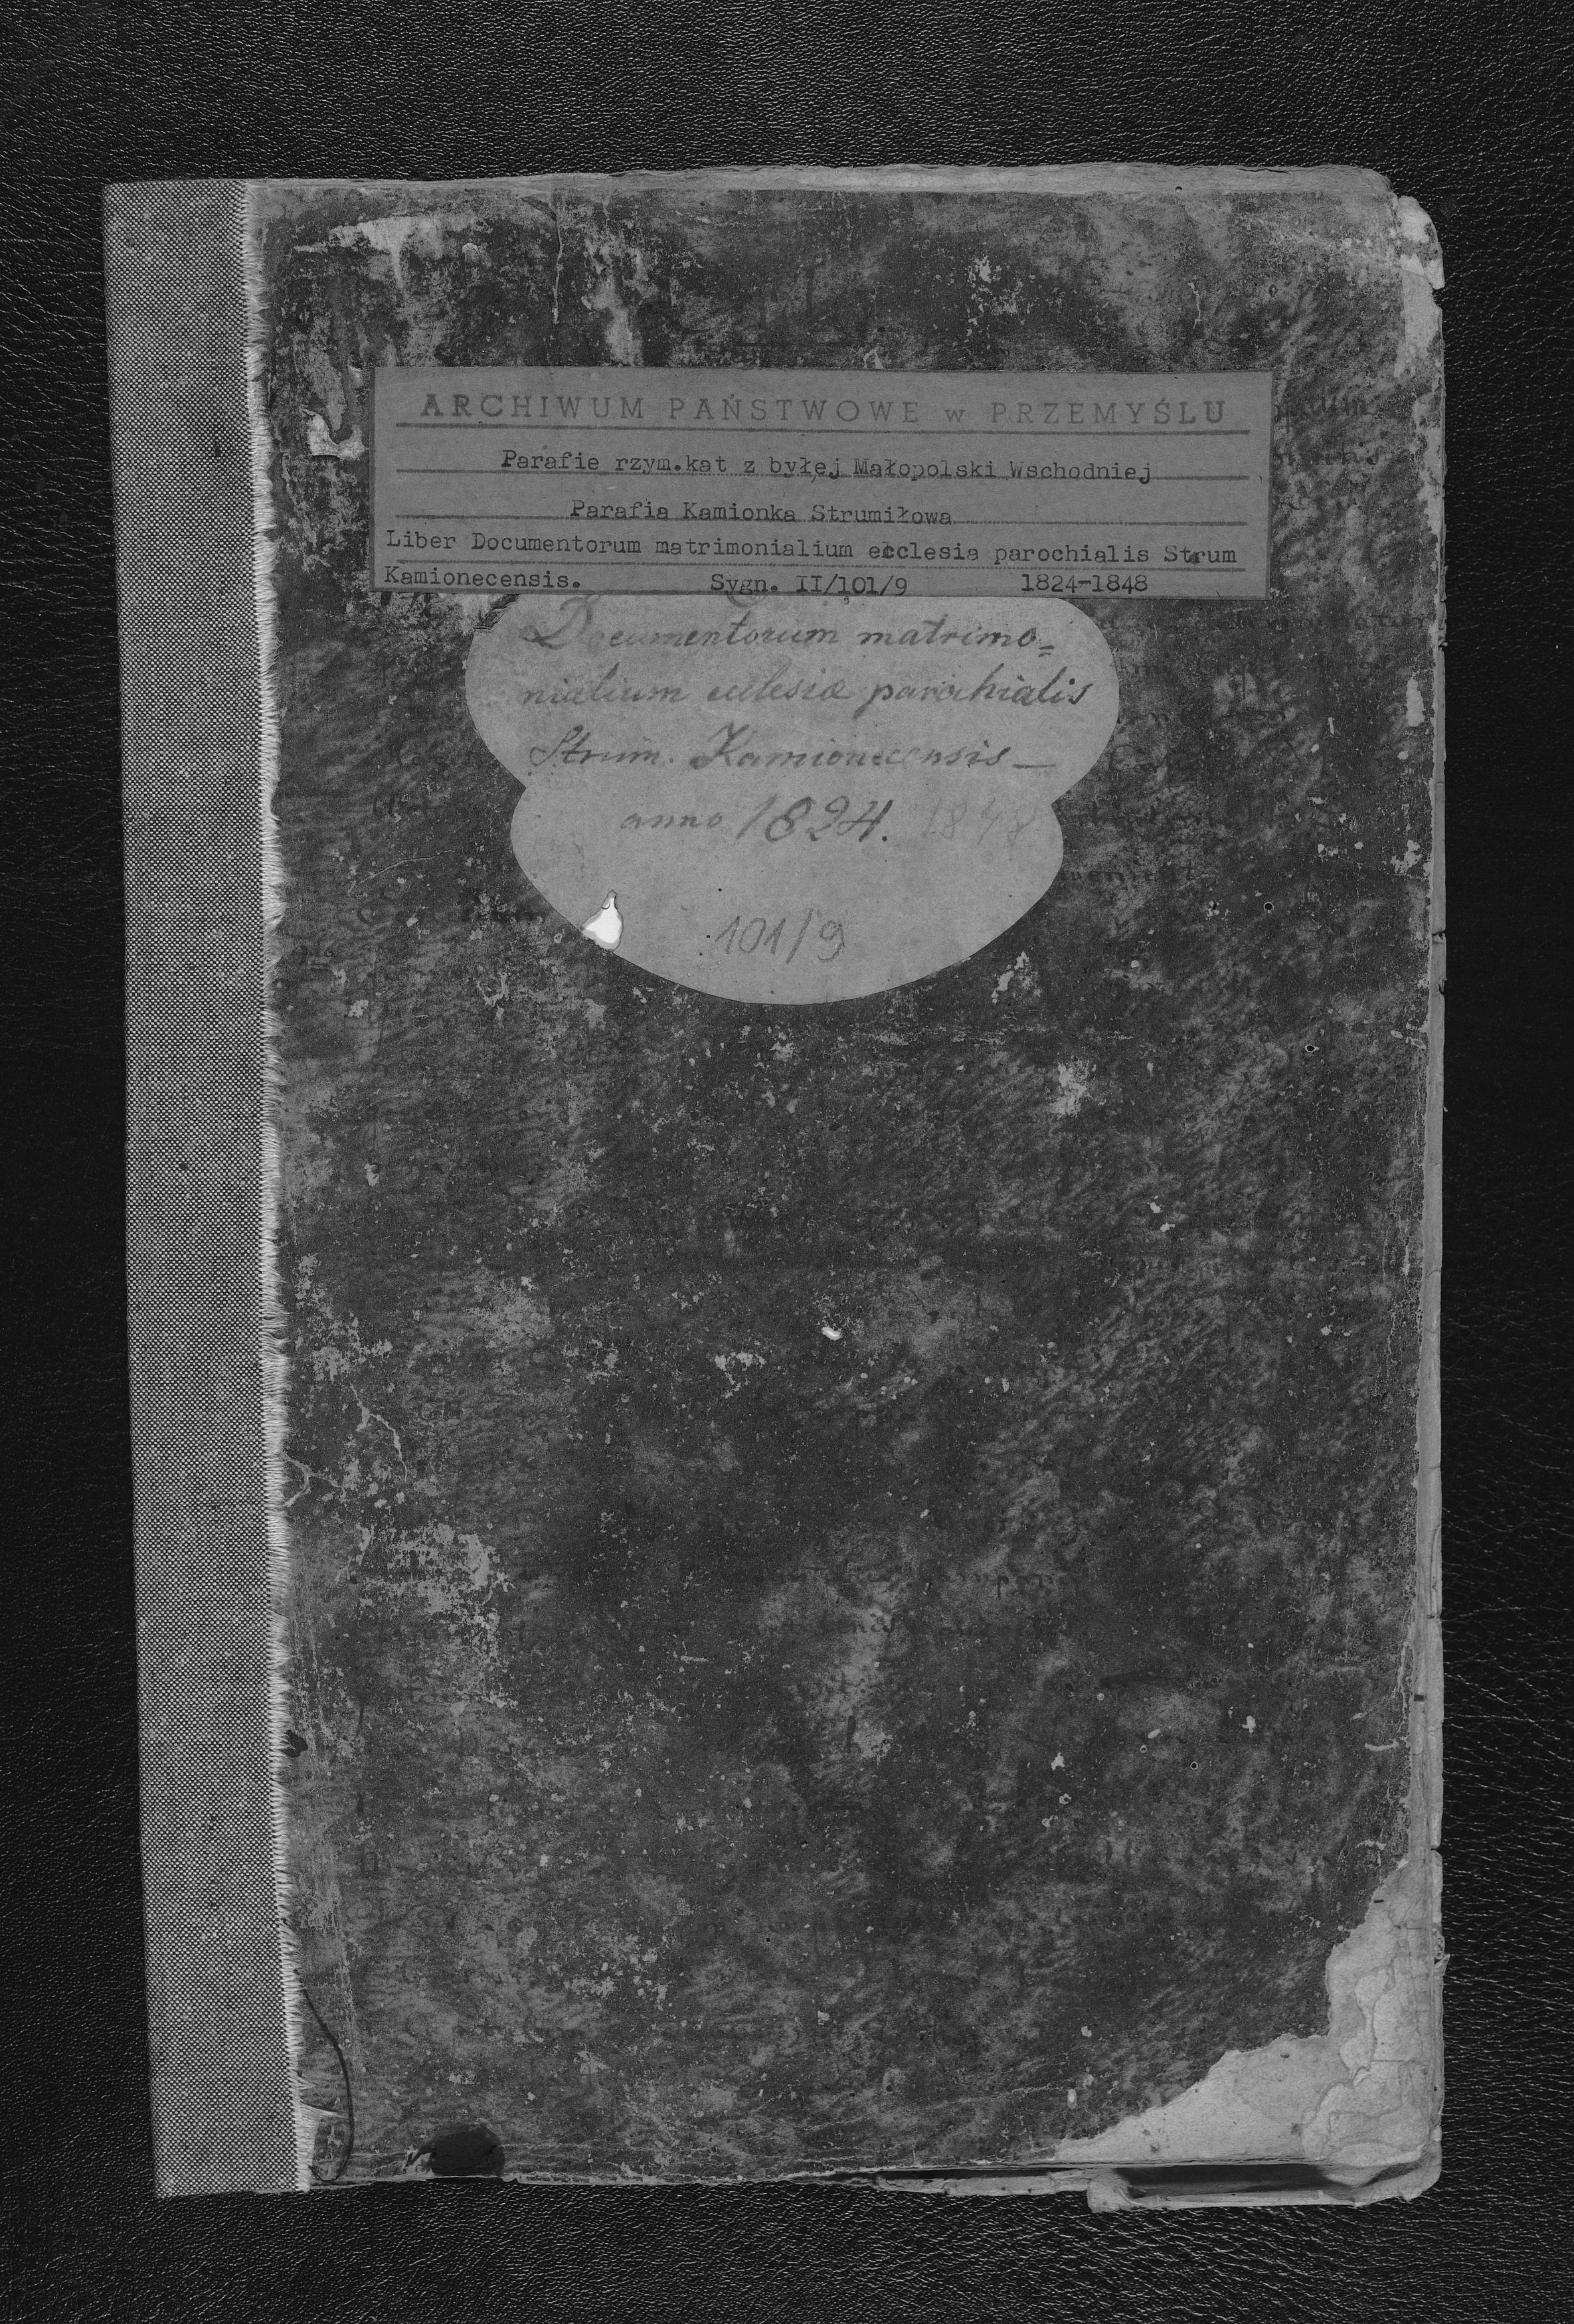 ARCHIWUM PAŃSTWOWE w PRZEMYŚLU
Parafie rzym.kat z byłej Małopolski Wschodniej
Parafia Kamionka Strumiłowa
Liber Documentorum matrimonialium ecclesia parochialis Strum
Kamionecensis. Sygn. II/101/9 1824-1848
Documentorum matrimo=
nialium ecclesiæ parochialis
Strum. Kamionecensis —
anno 1824. 1848
101/9